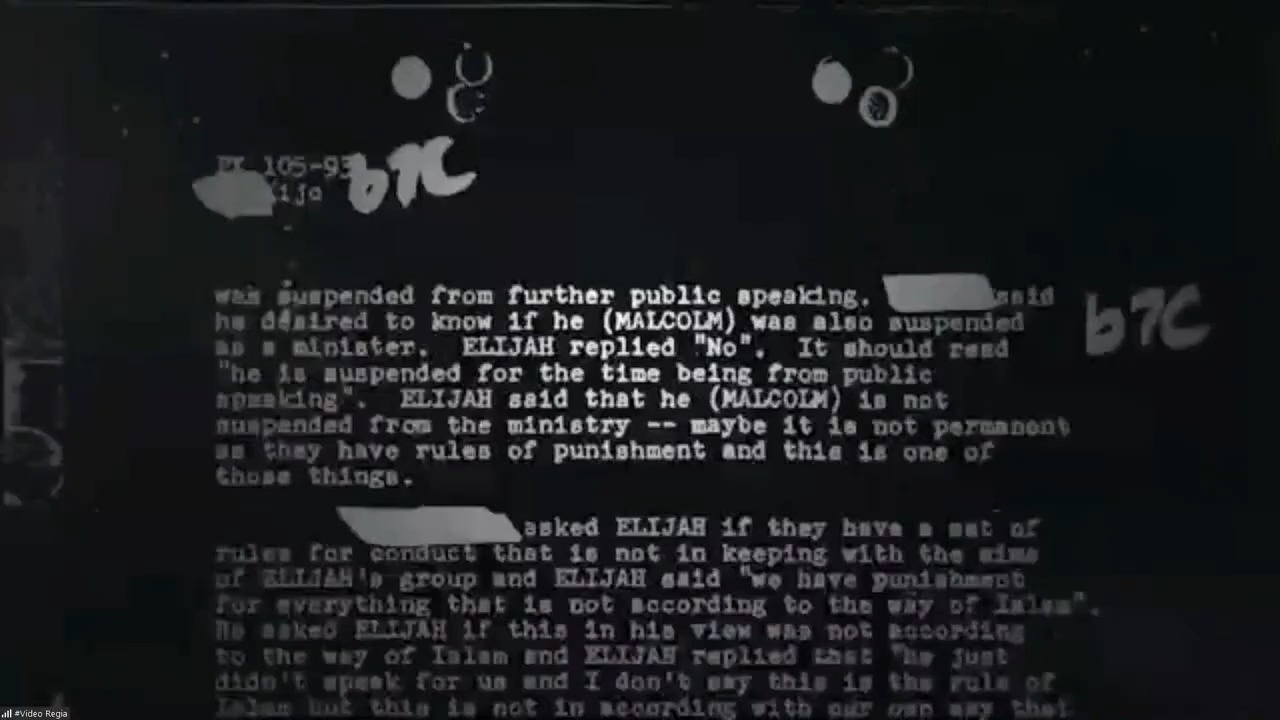 105-93
b7C
was suspended from further public speaking. said
he desired to know if he (MALCOLM) was also suspended
as a minister. ELIJAH replied "No". It should read
"he is suspended for the time being from public
speaking". ELIJAH said that he (MALCOLM) is not
suspended from the ministry -- maybe it is not permanent
as they have rules of punishment and this is one of
those things.
b7C
asked ELIJAH if they have a set of
rules for conduct that is not in keeping with the aims
of ELIJAH's group and ELIJAH said "we have punishment
for everything that is not according to the way of Islam".
He asked ELIJAH if this in his view was not according
to the way of Islam and ELIJAH replied that "he just
didn't speak for us and I don't say this is the rule of
Islam but this is not in according with our own way that
#Video Regia